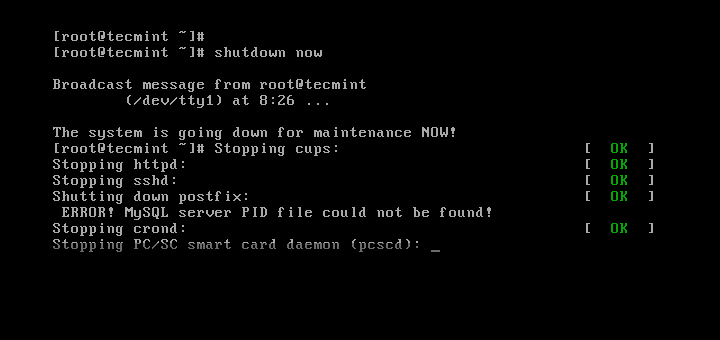 [root@tecmint ~]#
[root@tecmint ~]# shutdown now
Broadcast message from root@tecmint
(/dev/tty1) at 8:26 ...
The system is going down for maintenance NOW!
[root@tecmint ~]# Stopping cups: [ OK ]
Stopping httpd: [ OK ]
Stopping sshd: [ OK ]
Shutting down postfix: [ OK ]
ERROR! MySQL server PID file could not be found!
Stopping crond: [ OK ]
Stopping PC/SC smart card daemon (pcscd): _